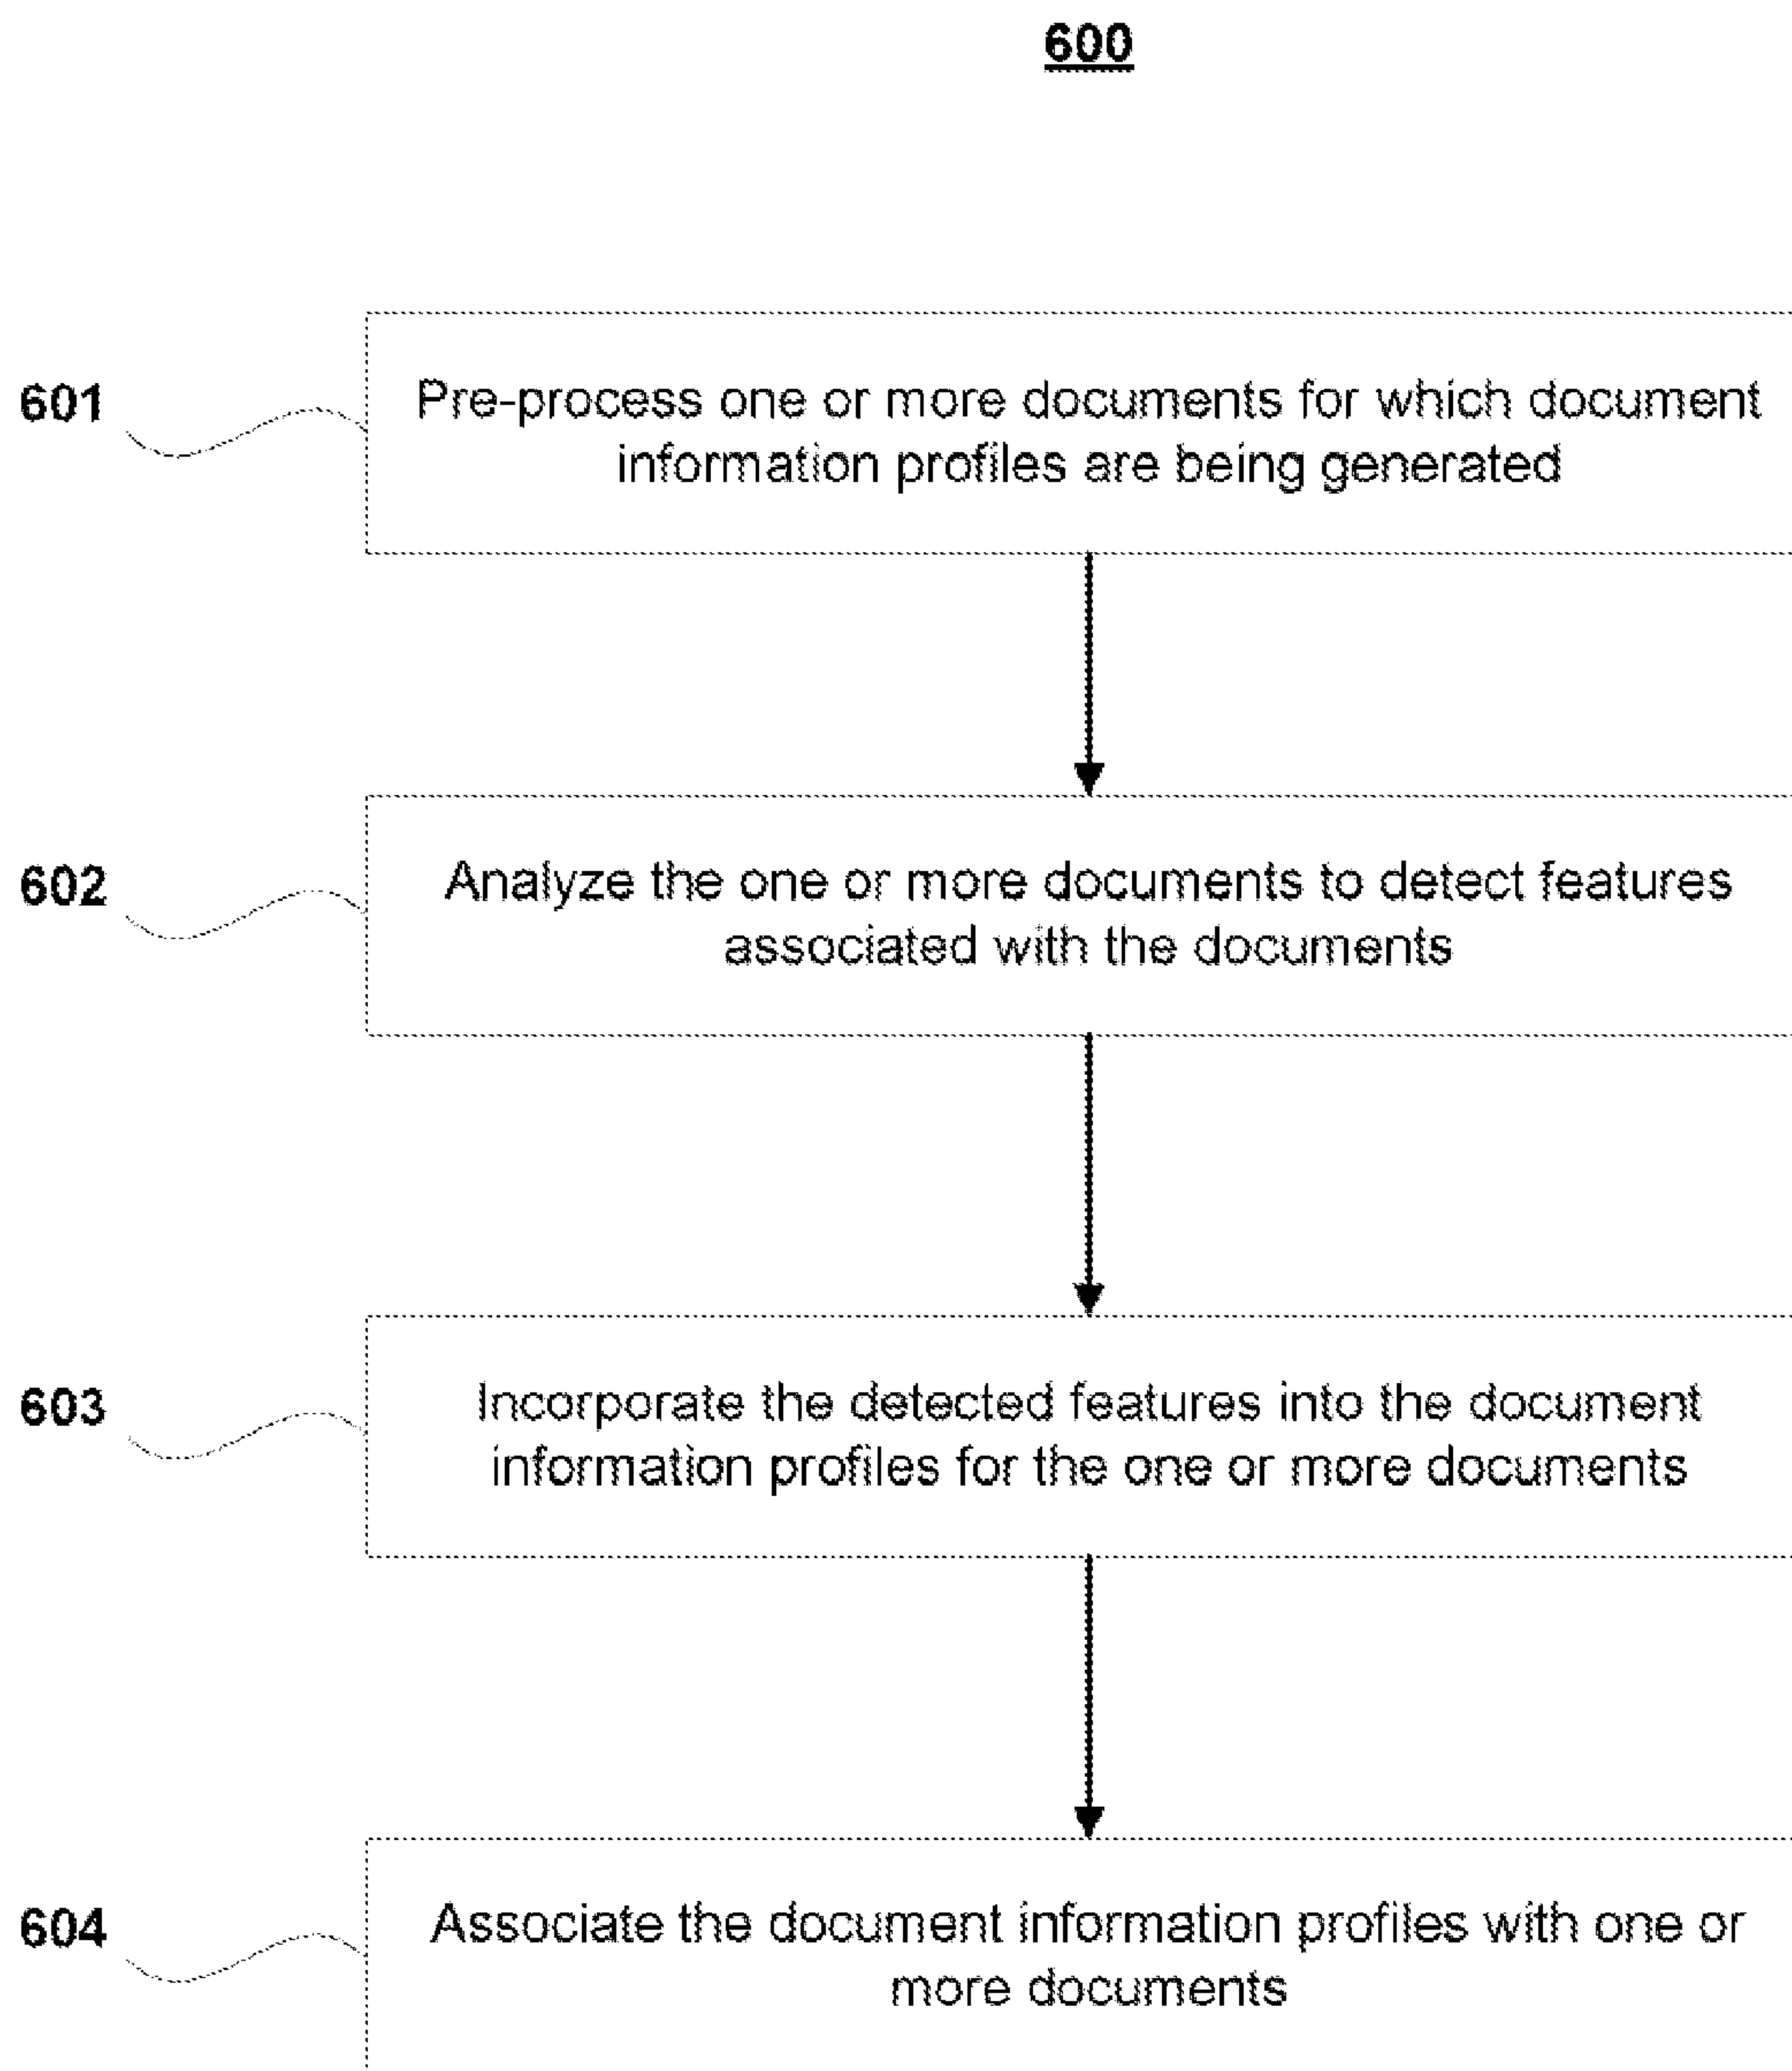 600
601
Pre-process one or more documents for which document
information profiles are being generated
602
Analyze the one or more documents to detect features
associated with the documents
603
Incorporate the detected features into the document
information profiles for the one or more documents
604
Associate the document information profiles with one or
more documents